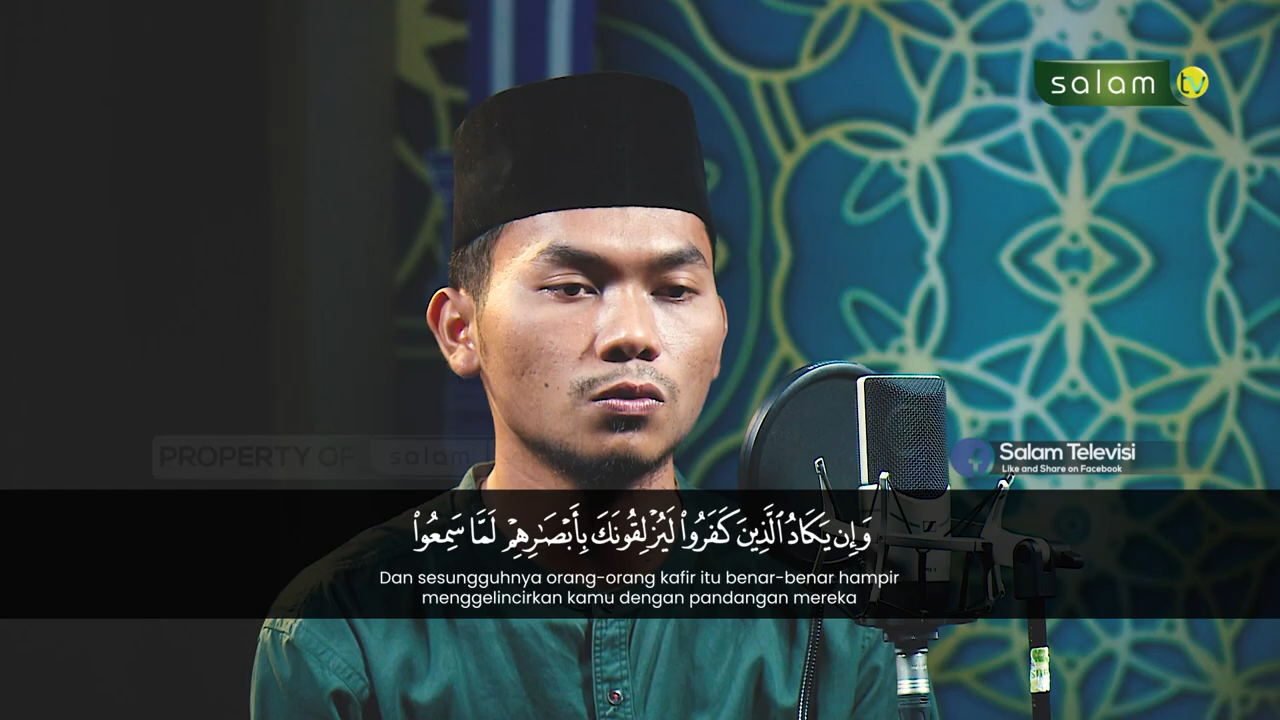 salam tv
PROPERTY OF salam
Salam Televisi
Like and Share on Facebook
وَإِن يَكَادُ ٱلَّذِينَ كَفَرُوا۟ لَيُزْلِقُونَكَ بِأَبْصَـٰرِهِمْ لَمَّا سَمِعُوا۟
Dan sesungguhnya orang-orang kafir itu benar-benar hampir
menggelincirkan kamu dengan pandangan mereka